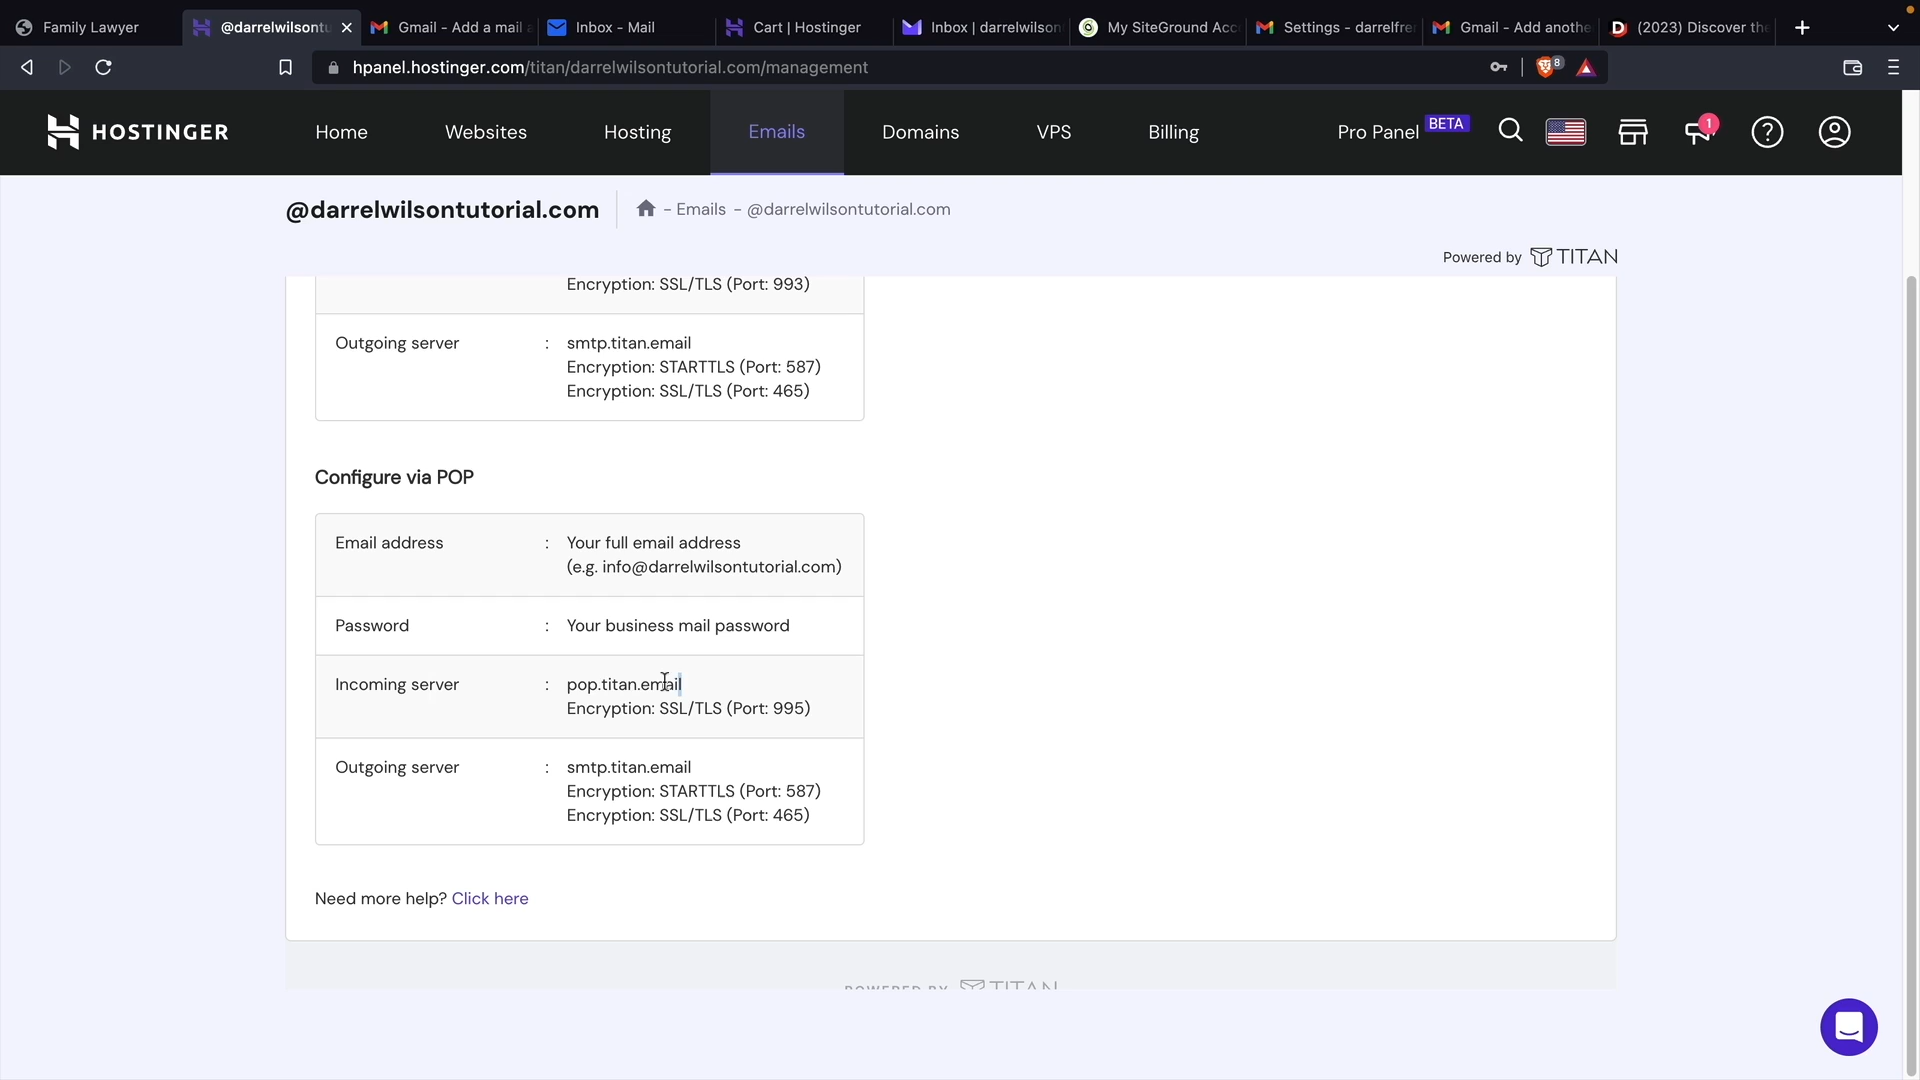 Family Lawyer
@darrelwilsontu
Gmail - Add a mail a
Inbox - Mail
Cart | Hostinger
Inbox | darrelwilson
My SiteGround Acc
Settings - darrelfre
Gmail - Add anothe
(2023) Discover the
hpanel.hostinger.com/titan/darrelwilsontutorial.com/management
8
HOSTINGER
Home
Websites
Hosting
Emails
Domains
VPS
Billing
Pro Panel BETA
1
@darrelwilsontutorial.com
- Emails - @darrelwilsontutorial.com
Powered by TITAN
Encryption: SSL/TLS (Port: 993)
Outgoing server : smtp.titan.email
Encryption: STARTTLS (Port: 587)
Encryption: SSL/TLS (Port: 465)
Configure via POP
Email address : Your full email address
(e.g. info@darrelwilsontutorial.com)
Password : Your business mail password
Incoming server : pop.titan.email
Encryption: SSL/TLS (Port: 995)
Outgoing server : smtp.titan.email
Encryption: STARTTLS (Port: 587)
Encryption: SSL/TLS (Port: 465)
Need more help? Click here
POWERED BY TITAN